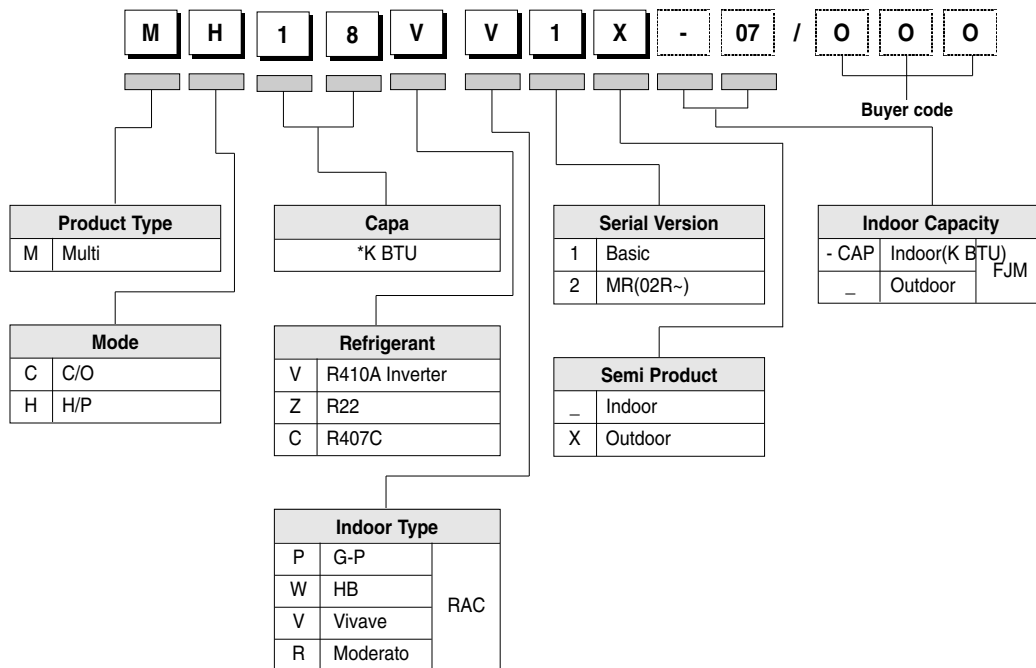 M H 1 8 V V 1 X - 07 / O O O
Buyer code
Product Type
M Multi
Mode
C C/O
H H/P
Capa
*K BTU
Refrigerant
V R410A Inverter
Z R22
C R407C
Indoor Type
P G-P
W HB
V Vivave
R Moderato
RAC
Serial Version
1 Basic
2 MR(02R~)
Semi Product
_ Indoor
X Outdoor
Indoor Capacity
- CAP Indoor(K BTU)
_ Outdoor
FJM